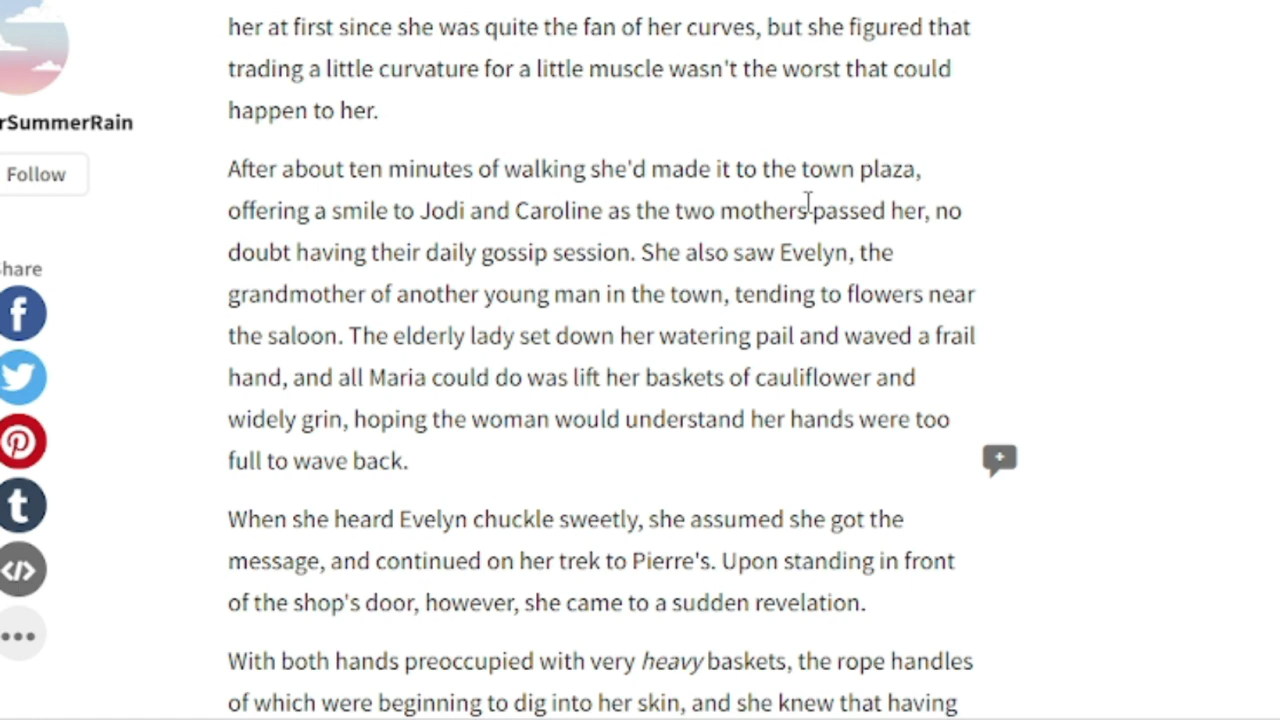 her at first since she was quite the fan of her curves, but she figured that
trading a little curvature for a little muscle wasn't the worst that could
happen to her.
rSummerRain
Follow
After about ten minutes of walking she'd made it to the town plaza,
offering a smile to Jodi and Caroline as the two mothers passed her, no
doubt having their daily gossip session. She also saw Evelyn, the
grandmother of another young man in the town, tending to flowers near
the saloon. The elderly lady set down her watering pail and waved a frail
hand, and all Maria could do was lift her baskets of cauliflower and
widely grin, hoping the woman would understand her hands were too
full to wave back.
hare
When she heard Evelyn chuckle sweetly, she assumed she got the
message, and continued on her trek to Pierre's. Upon standing in front
of the shop's door, however, she came to a sudden revelation.
With both hands preoccupied with very heavy baskets, the rope handles
of which were beginning to dig into her skin, and she knew that having